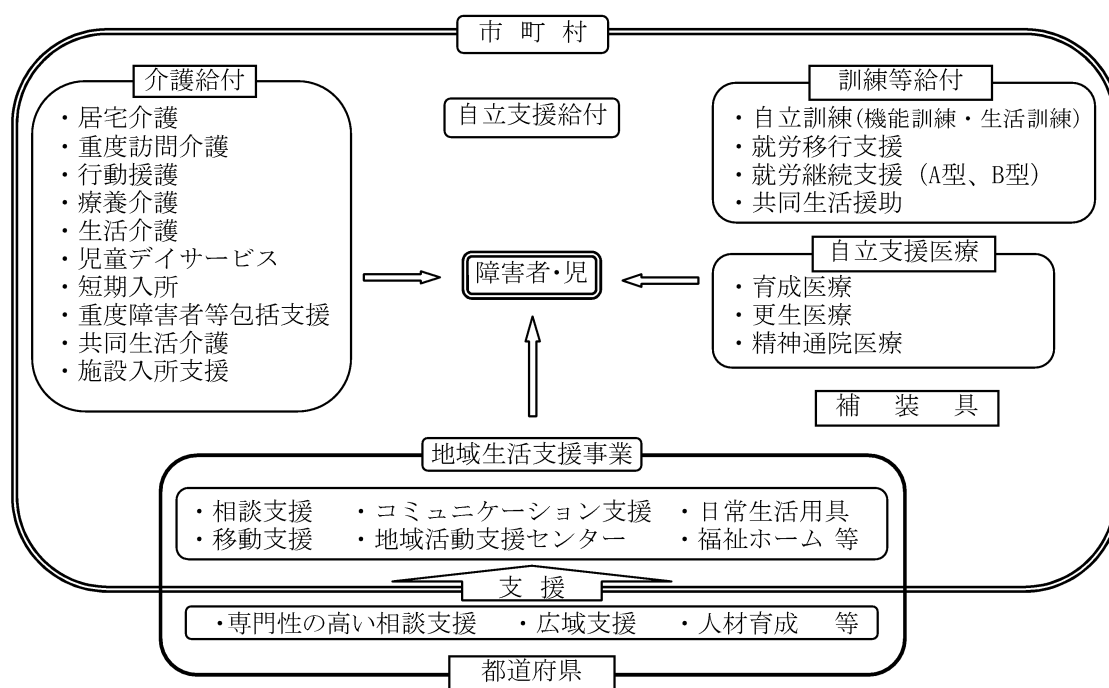 市 町 村
介護給付
・居宅介護
・重度訪問介護
・行動援護
・療養介護
・生活介護
・児童デイサービス
・短期入所
・重度障害者等包括支援
・共同生活介護
・施設入所支援
自立支援給付
訓練等給付
・自立訓練(機能訓練・生活訓練)
・就労移行支援
・就労継続支援 (A型、B型)
・共同生活援助
障害者・児
自立支援医療
・育成医療
・更生医療
・精神通院医療
補 装 具
地域生活支援事業
・相談支援 ・コミュニケーション支援 ・日常生活用具
・移動支援 ・地域活動支援センター ・福祉ホーム 等
支 援
・専門性の高い相談支援 ・広域支援 ・人材育成 等
都道府県